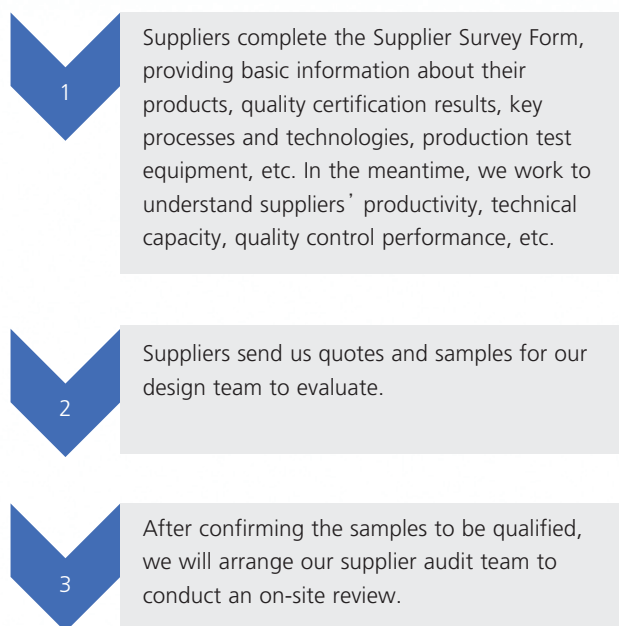 1
Suppliers complete the Supplier Survey Form,
providing basic information about their
products, quality certification results, key
processes and technologies, production test
equipment, etc. In the meantime, we work to
understand suppliers’ productivity, technical
capacity, quality control performance, etc.
2
Suppliers send us quotes and samples for our
design team to evaluate.
3
After confirming the samples to be qualified,
we will arrange our supplier audit team to
conduct an on-site review.